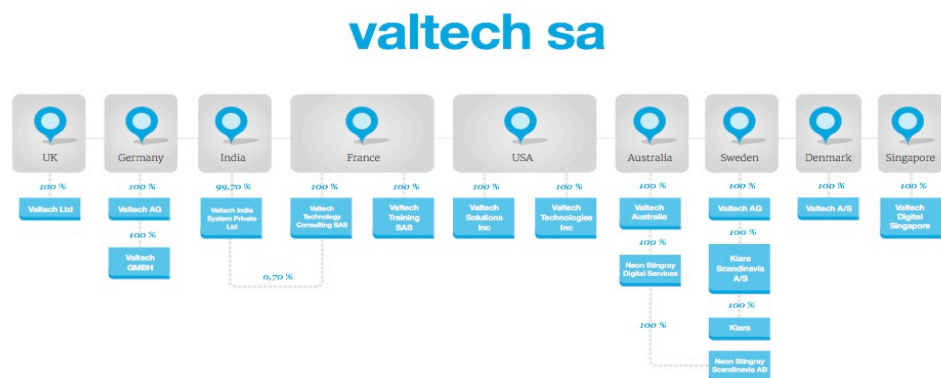 valtech sa
UK
Germany
India
France
USA
Australia
Sweden
Denmark
Singapore
100 %
100 %
99,70 %
100 %
100 %
100 %
100 %
100 %
100 %
100 %
100 %
Valtech Ltd
Valtech AG
Valtech India
System Private
Ltd
Valtech
Technology
Consulting SAS
Valtech
Training
SAS
Valtech
Solutions
Inc
Valtech
Technologies
Inc
Valtech
Australia
Valtech AG
Valtech A/S
Valtech
Digital
Singapore
100 %
100 %
100 %
Valtech
GMBH
Neon Stingray
Digital Services
Kiara
Scandinavia
A/S
0,70 %
100 %
100 %
Kiara
Neon Stingray
Scandinavia AB